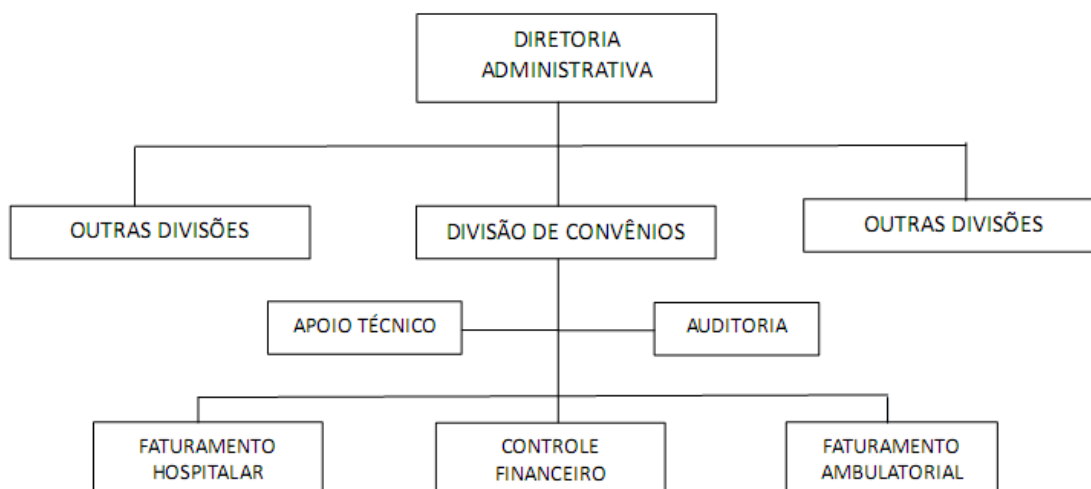 DIRETORIA
ADMINISTRATIVA
OUTRAS DIVISÕES
DIVISÃO DE CONVÊNIOS
OUTRAS DIVISÕES
APOIO TÉCNICO
AUDITORIA
FATURAMENTO
HOSPITALAR
CONTROLE
FINANCEIRO
FATURAMENTO
AMBULATORIAL